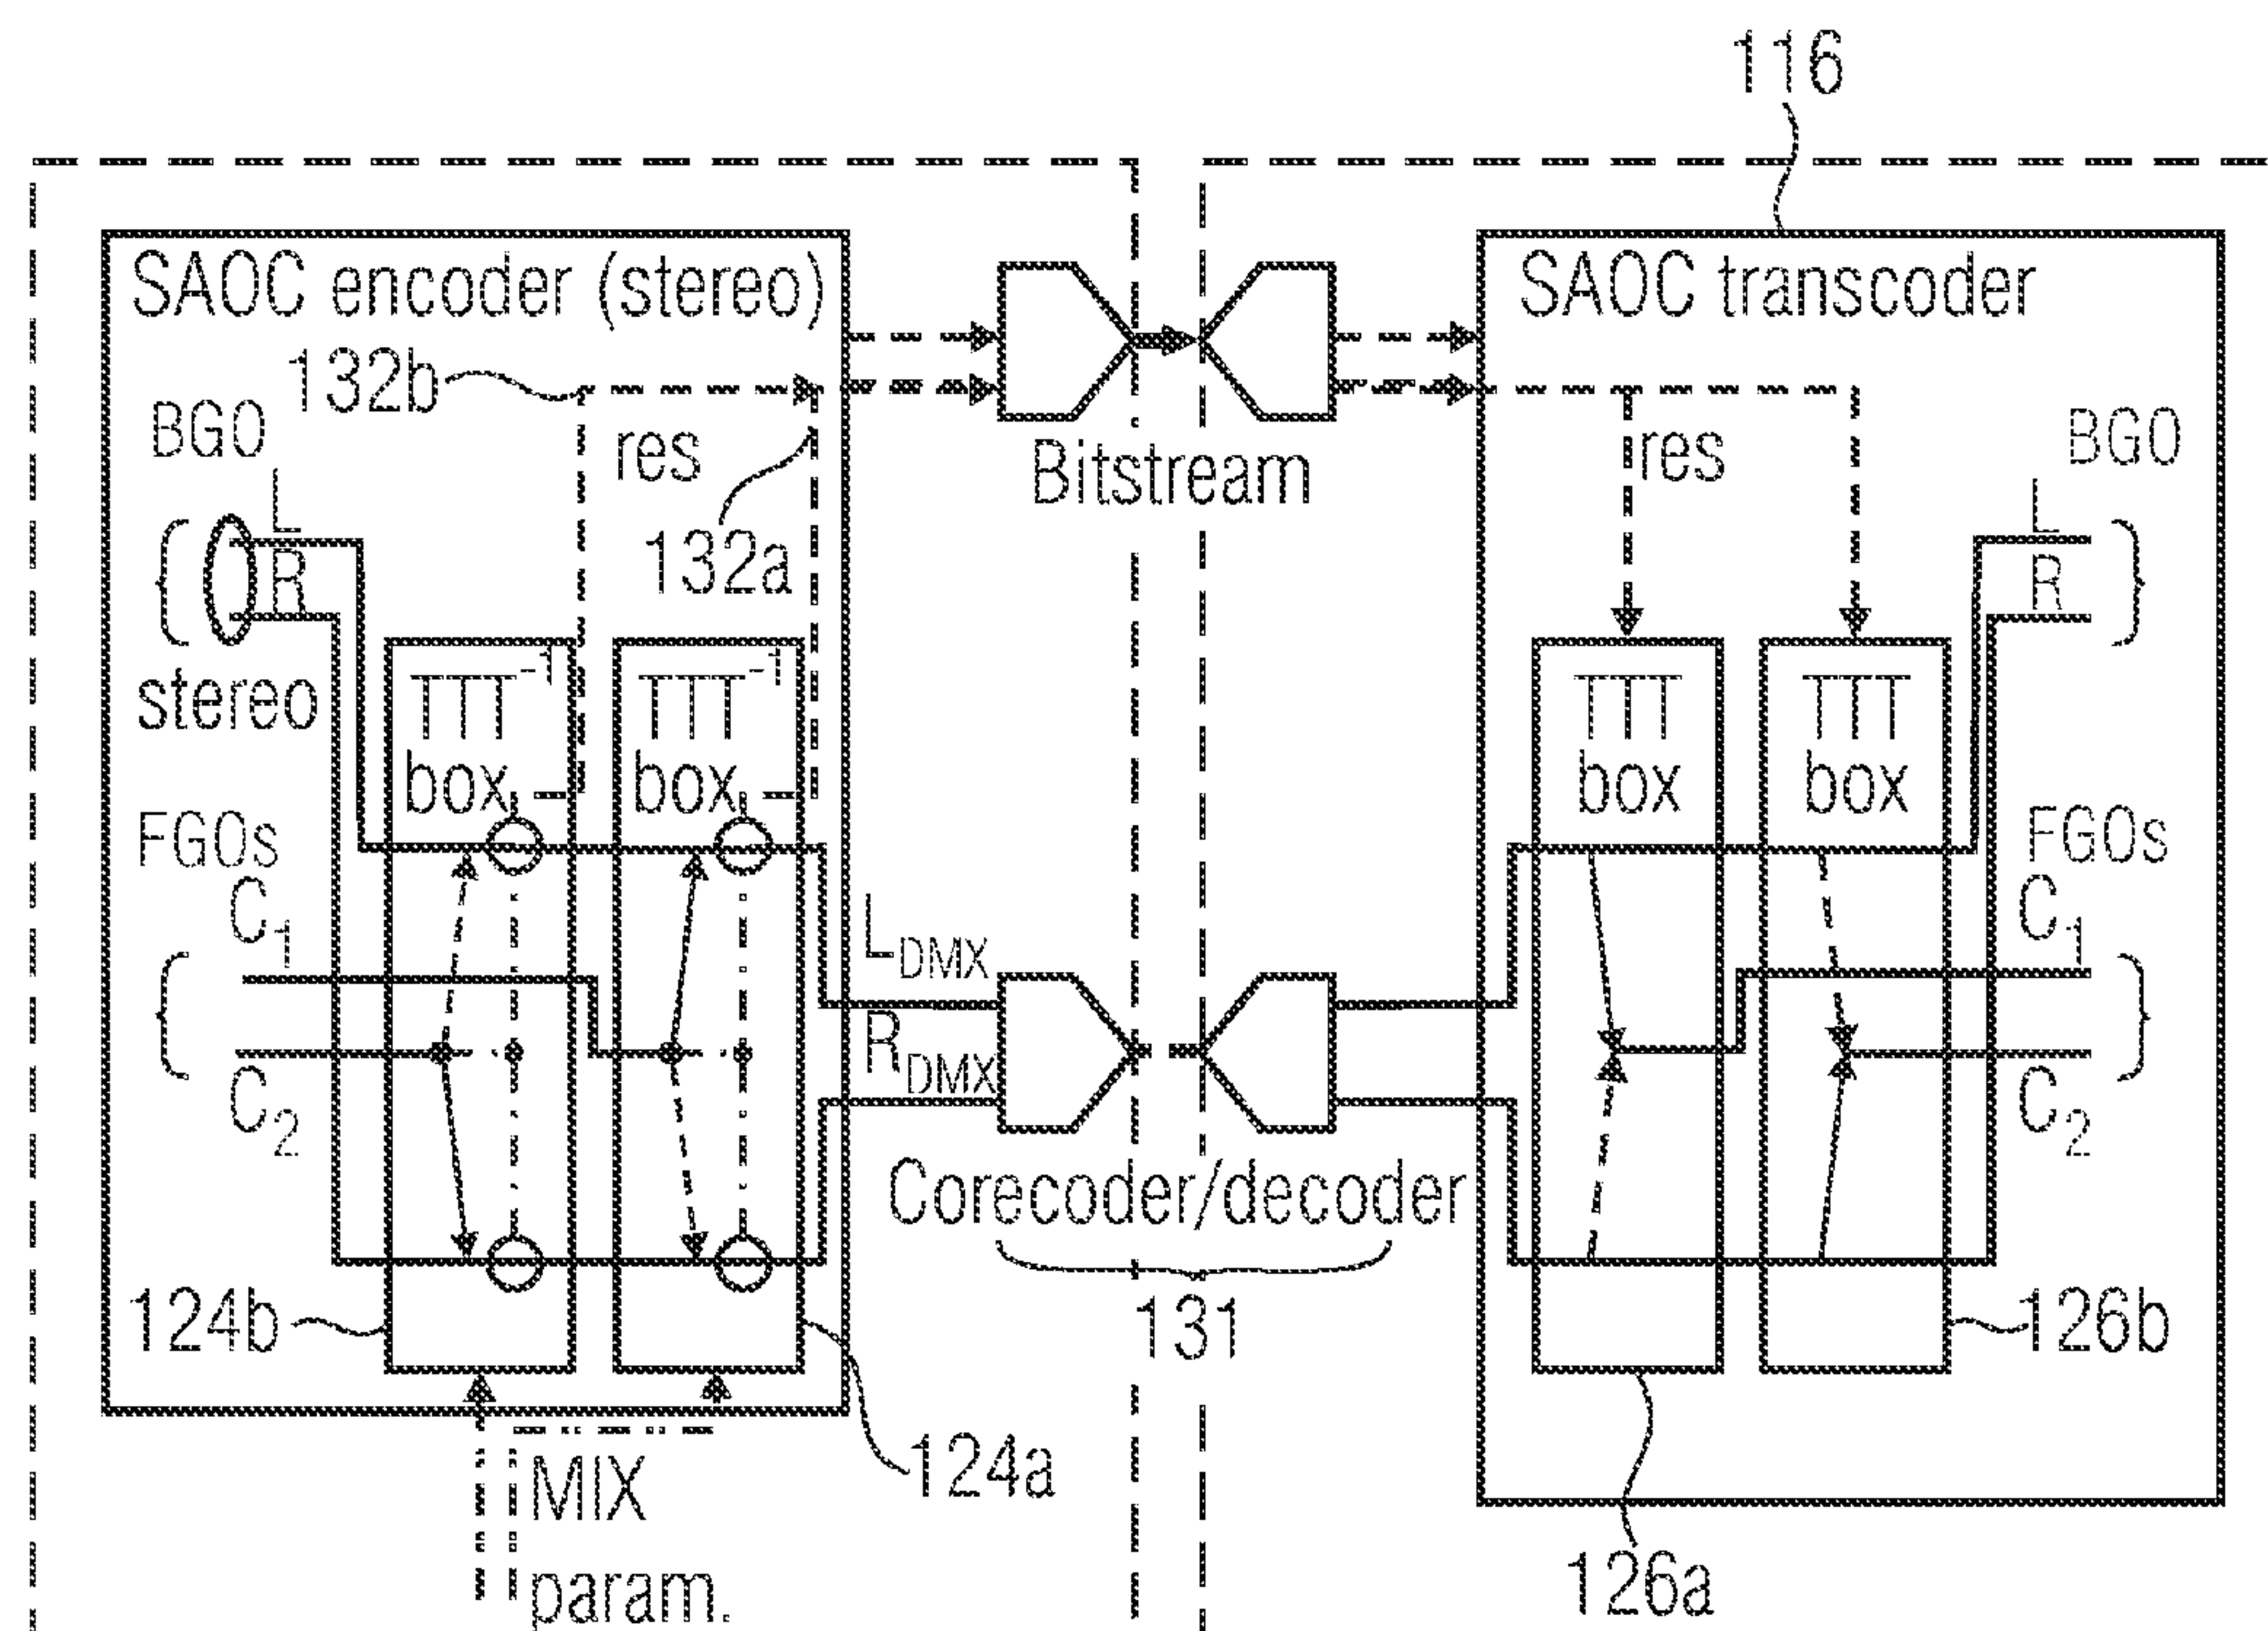 116
SAOC encoder (stereo)
SAOC transcoder
132b
BGO
res
Bitstream
res
BGO
L
R
132a
L
R
stereo
TTT⁻¹
box
TTT⁻¹
box
TTT
box
TTT
box
FGOs
C₁
C₂
L_DMX
R_DMX
FGOs
C₁
C₂
Corecoder/decoder
124b
131
126b
124a
MIX
param.
126a